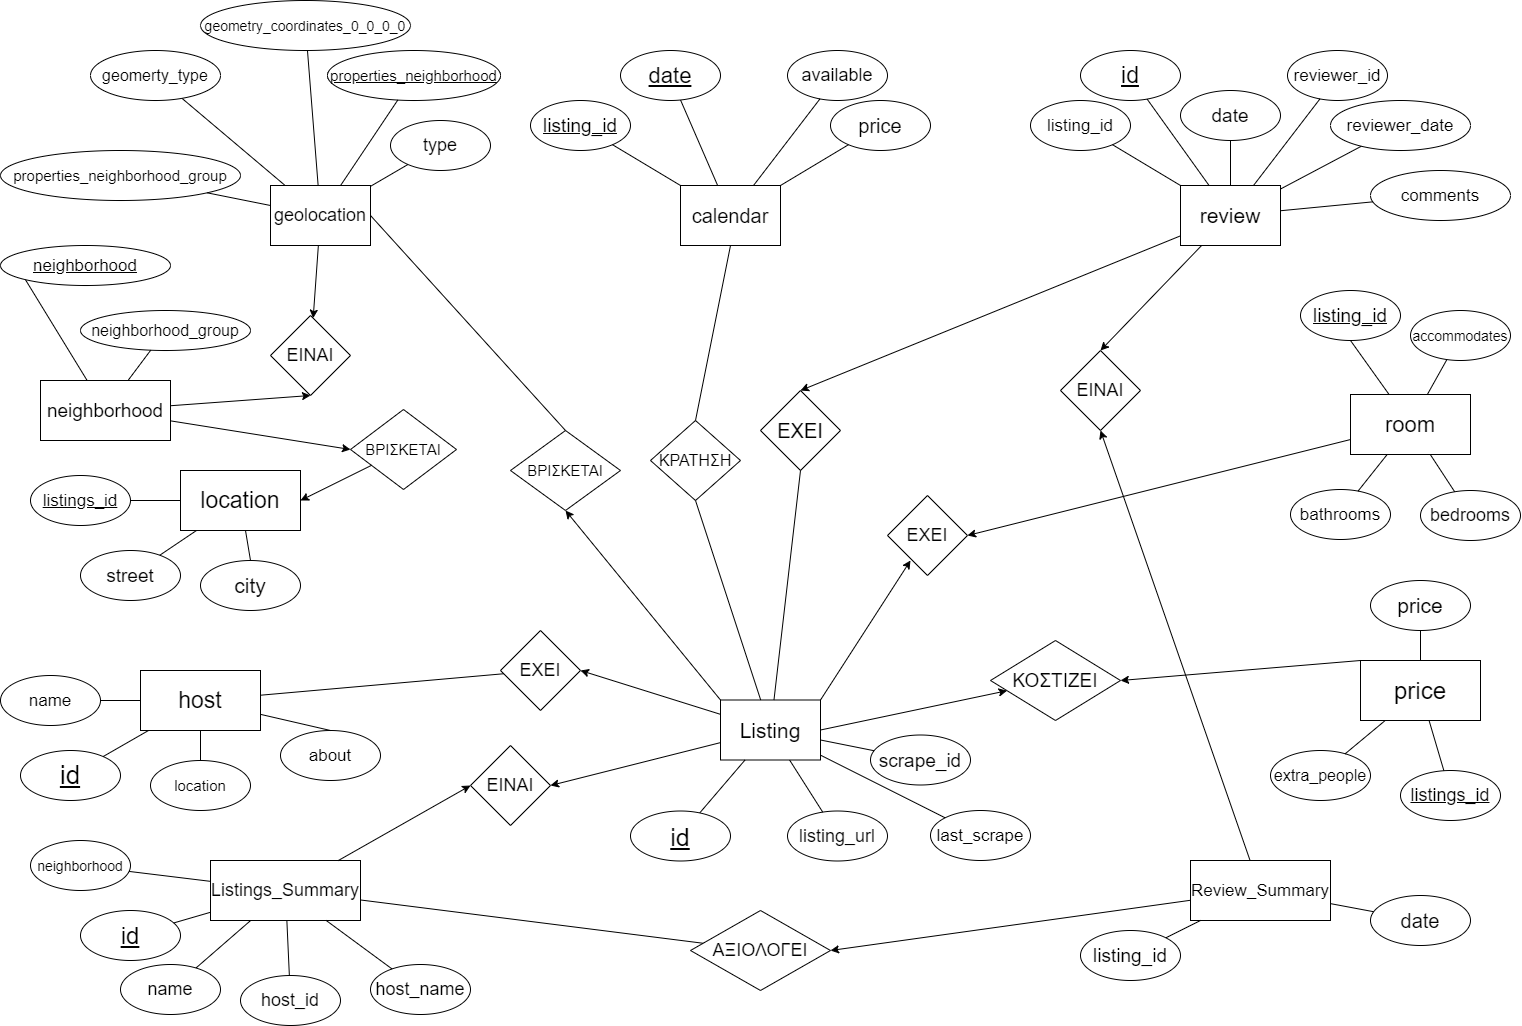 geometry_coordinates_0_0_0_0
geomerty_type
properties_neighborhood
date
available
id
reviewer_id
listing_id
price
listing_id
date
reviewer_date
type
properties_neighborhood_group
comments
geolocation
calendar
review
neighborhood
listing_id
accommodates
neighborhood_group
ΕΙΝΑΙ
ΕΙΝΑΙ
neighborhood
ΕΧΕΙ
room
ΒΡΙΣΚΕΤΑΙ
ΒΡΙΣΚΕΤΑΙ
ΚΡΑΤΗΣΗ
listings_id
location
bathrooms
bedrooms
ΕΧΕΙ
street
city
price
ΕΧΕΙ
ΚΟΣΤΙΖΕΙ
name
host
price
Listing
about
scrape_id
id
location
ΕΙΝΑΙ
extra_people
listings_id
id
listing_url
last_scrape
neighborhood
Listings_Summary
Review_Summary
id
ΑΞΙΟΛΟΓΕΙ
listing_id
date
name
host_id
host_name